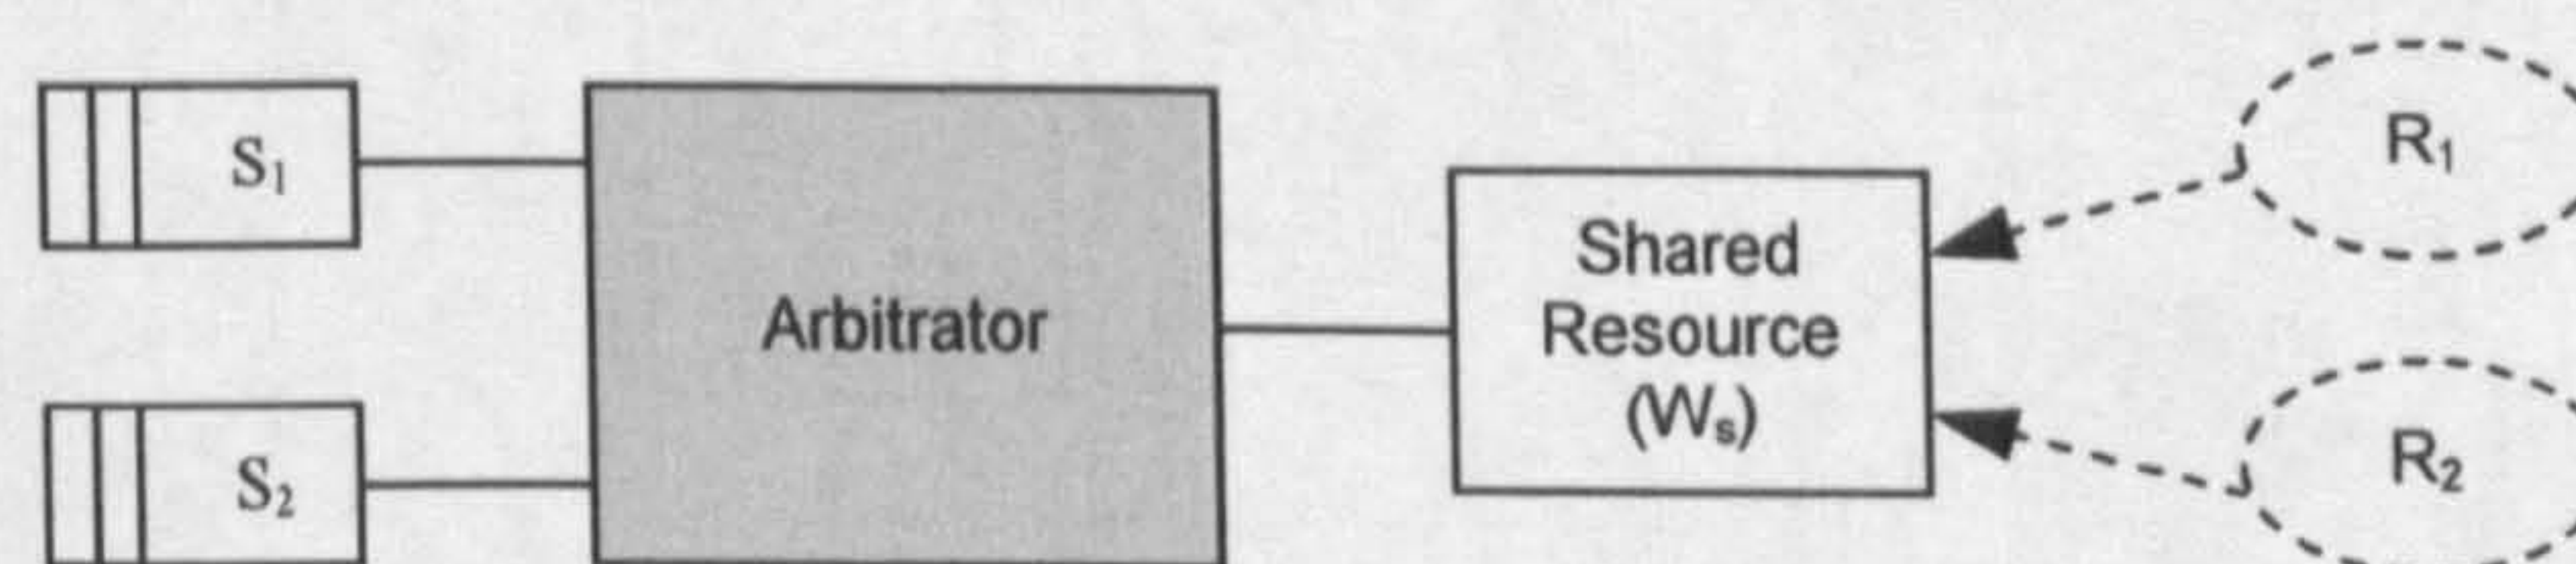 S₁
Arbitrator
Shared
Resource
(Wₛ)
R₁
S₂
R₂